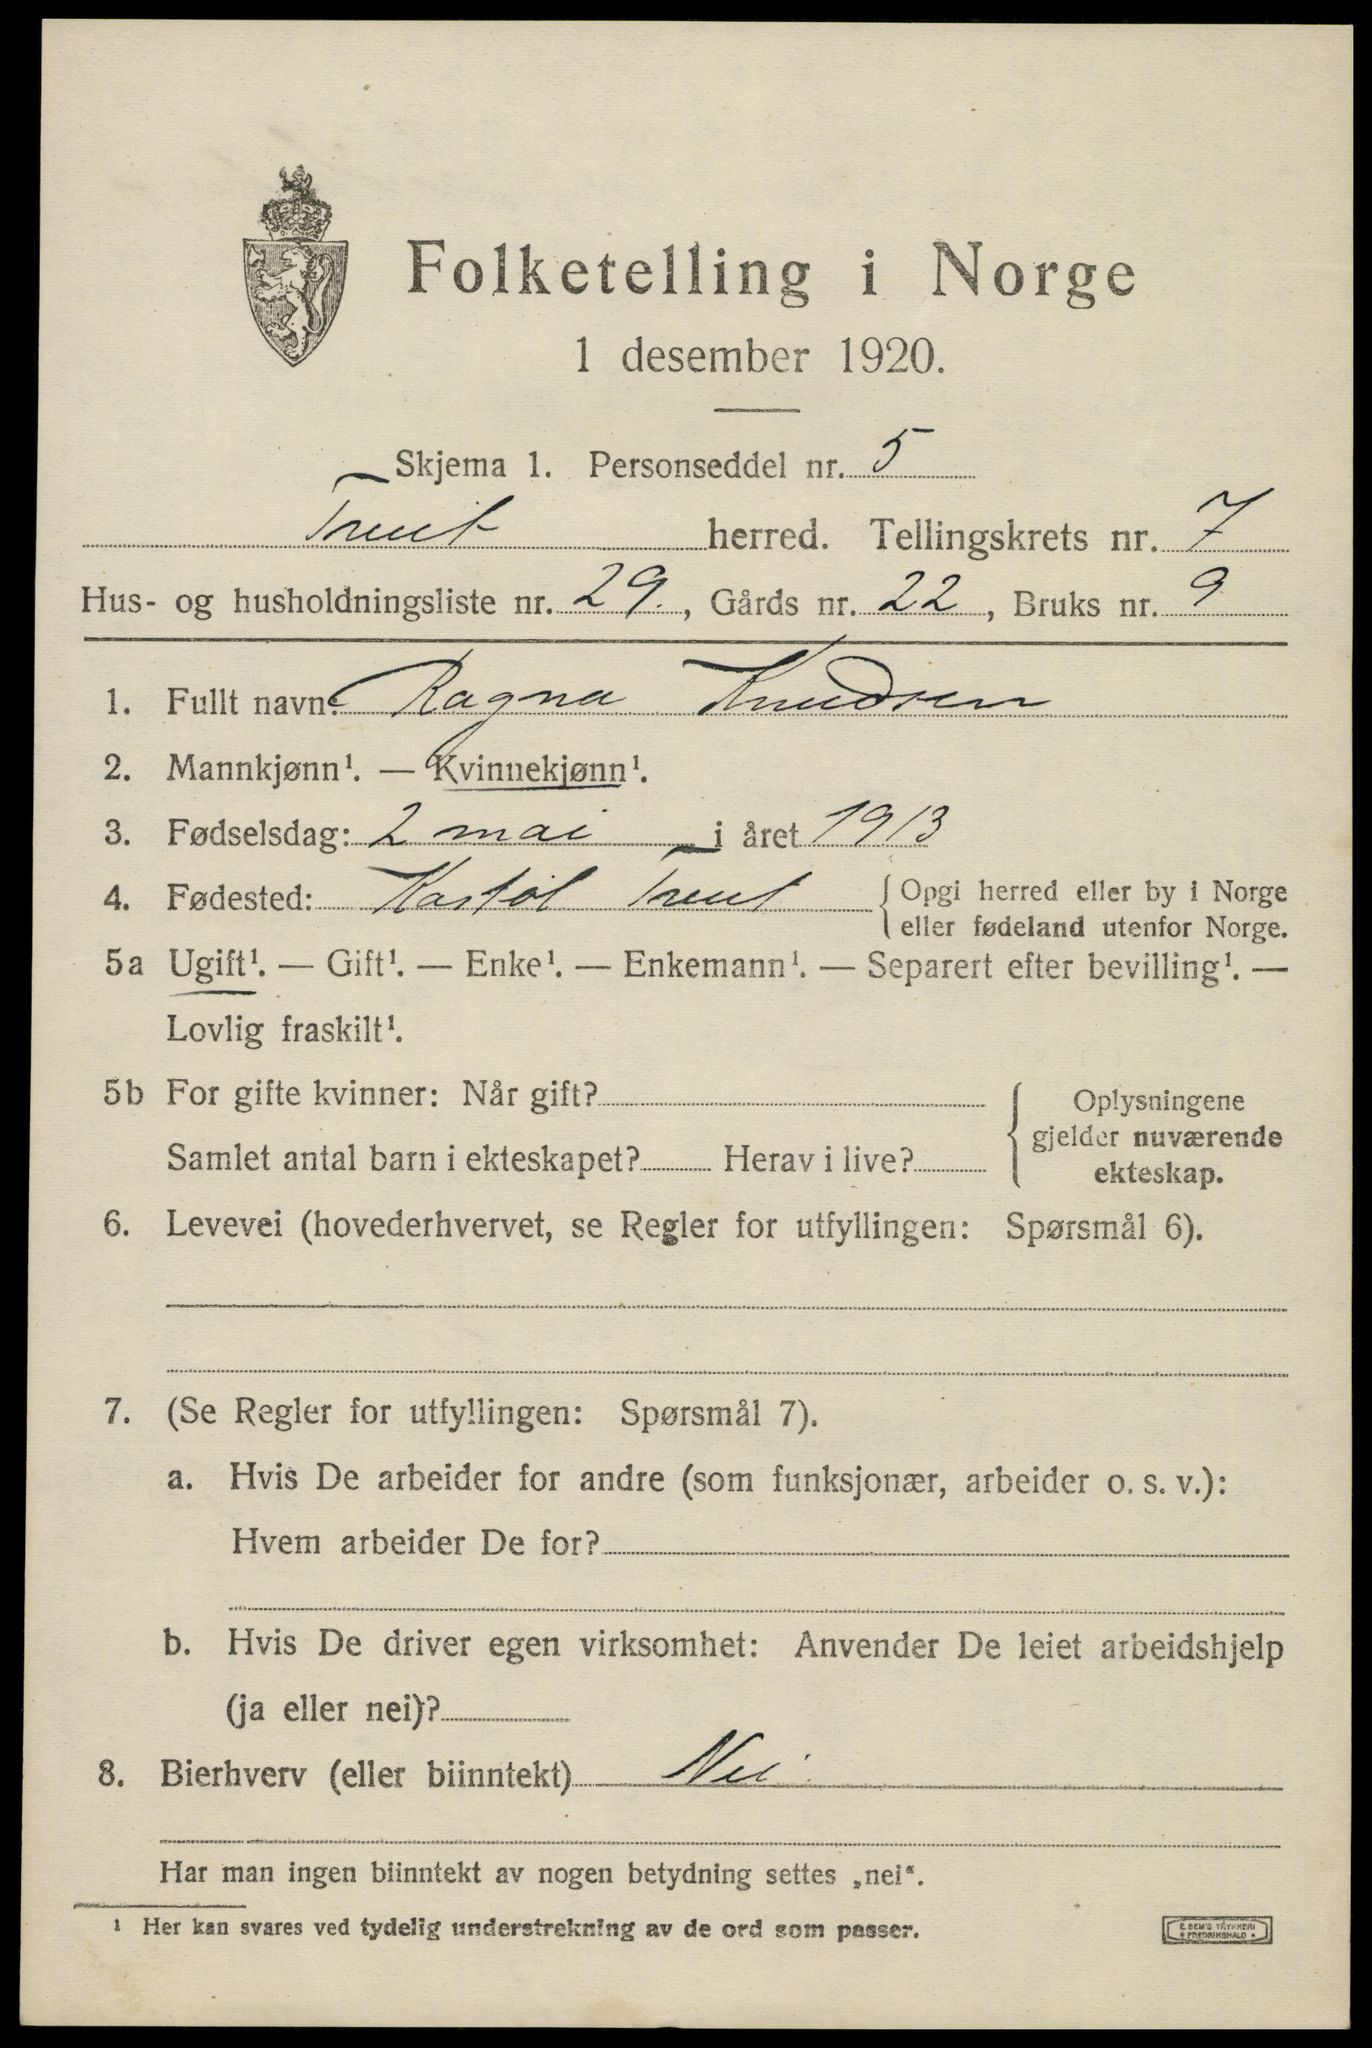 Folketelling i Norge
1 desember 1920.
Skjema 1. Personseddel nr. 5
Treut herred. Tellingskrets nr. 7
Hus- og husholdningsliste nr. 29., Gårds nr. 22, Bruks nr. 9
1. Fullt navn: Ragna Knudsen
2. Mannkjønn¹. — Kvinnekjønn¹.
3. Fødselsdag: 2 mai i året 1913
4. Fødested: Kastøl Treut { Opgi herred eller by i Norge
eller fødeland utenfor Norge.
5a Ugift¹. — Gift¹. — Enke¹. — Enkemann¹. — Separert efter bevilling¹. —
Lovlig fraskilt¹.
5b For gifte kvinner: Når gift?
Samlet antal barn i ekteskapet? Herav i live?
{ Oplysningene
gjelder nuværende
ekteskap.
6. Levevei (hovederhvervet, se Regler for utfyllingen: Spørsmål 6).
7. (Se Regler for utfyllingen: Spørsmål 7).
a. Hvis De arbeider for andre (som funksjonær, arbeider o. s. v.):
Hvem arbeider De for?
b. Hvis De driver egen virksomhet: Anvender De leiet arbeidshjelp
(ja eller nei)?
8. Bierhverv (eller biinntekt) Nei
Har man ingen biinntekt av nogen betydning settes „nei“.
¹ Her kan svares ved tydelig understrekning av de ord som passer.
E. SEM'S TRYKKERI
* FREDRIKSHALD *